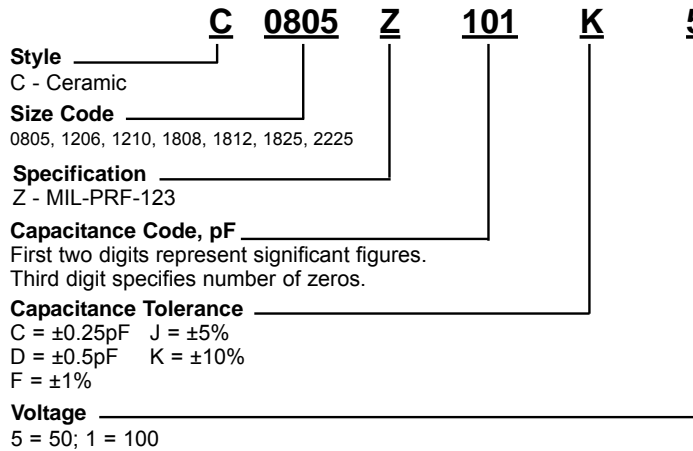 C 0805 Z 101 K 5
Style
C - Ceramic
Size Code
0805, 1206, 1210, 1808, 1812, 1825, 2225
Specification
Z - MIL-PRF-123
Capacitance Code, pF
First two digits represent significant figures.
Third digit specifies number of zeros.
Capacitance Tolerance
C = ±0.25pF J = ±5%
D = ±0.5pF K = ±10%
F = ±1%
Voltage
5 = 50; 1 = 100